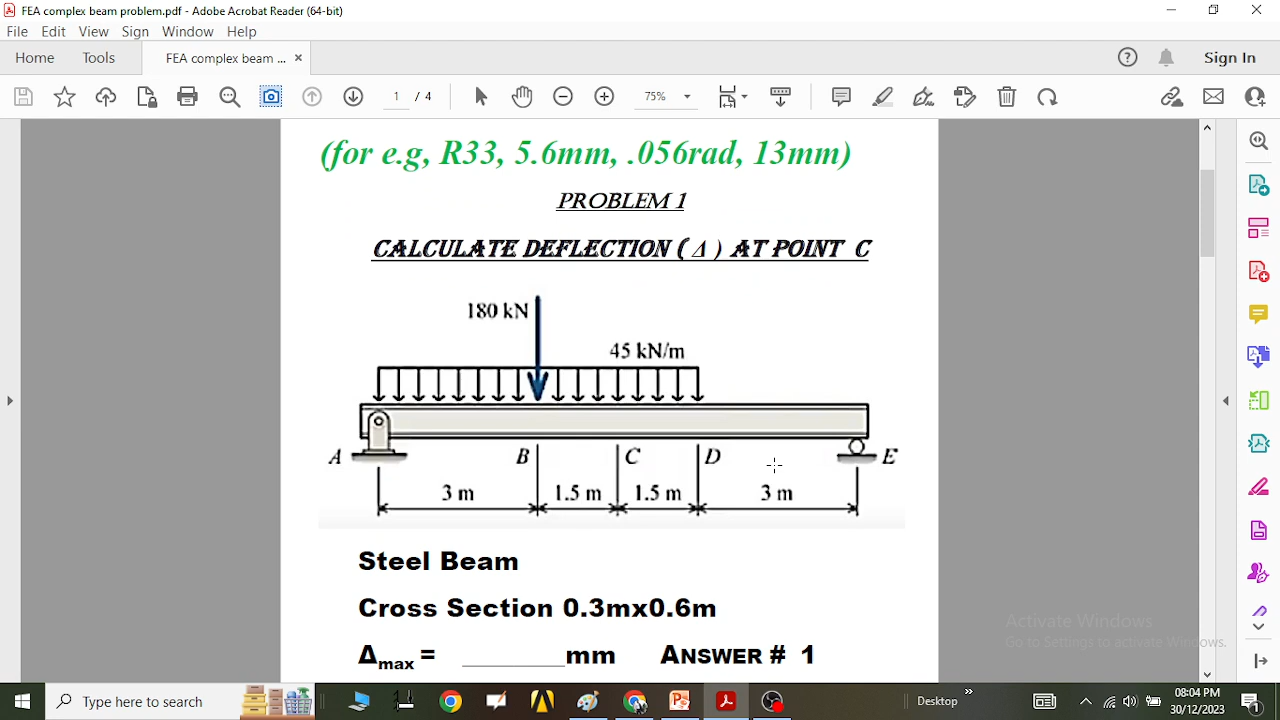 FEA complex beam problem.pdf - Adobe Acrobat Reader (64-bit)
File Edit View Sign Window Help
Home Tools FEA complex beam ... × Sign In
1 / 4 75%
(for e.g, R33, 5.6mm, .056rad, 13mm)
PROBLEM 1
CALCULATE DEFLECTION ( Δ ) AT POINT C
180 kN
45 kN/m
A B C D E
3 m 1.5 m 1.5 m 3 m
Steel Beam
Cross Section 0.3mx0.6m
Δmax = ________mm ANSWER # 1
Activate Windows
Go to Settings to activate Windows.
Type here to search Desktop 08:04 PM
30/12/2023 1